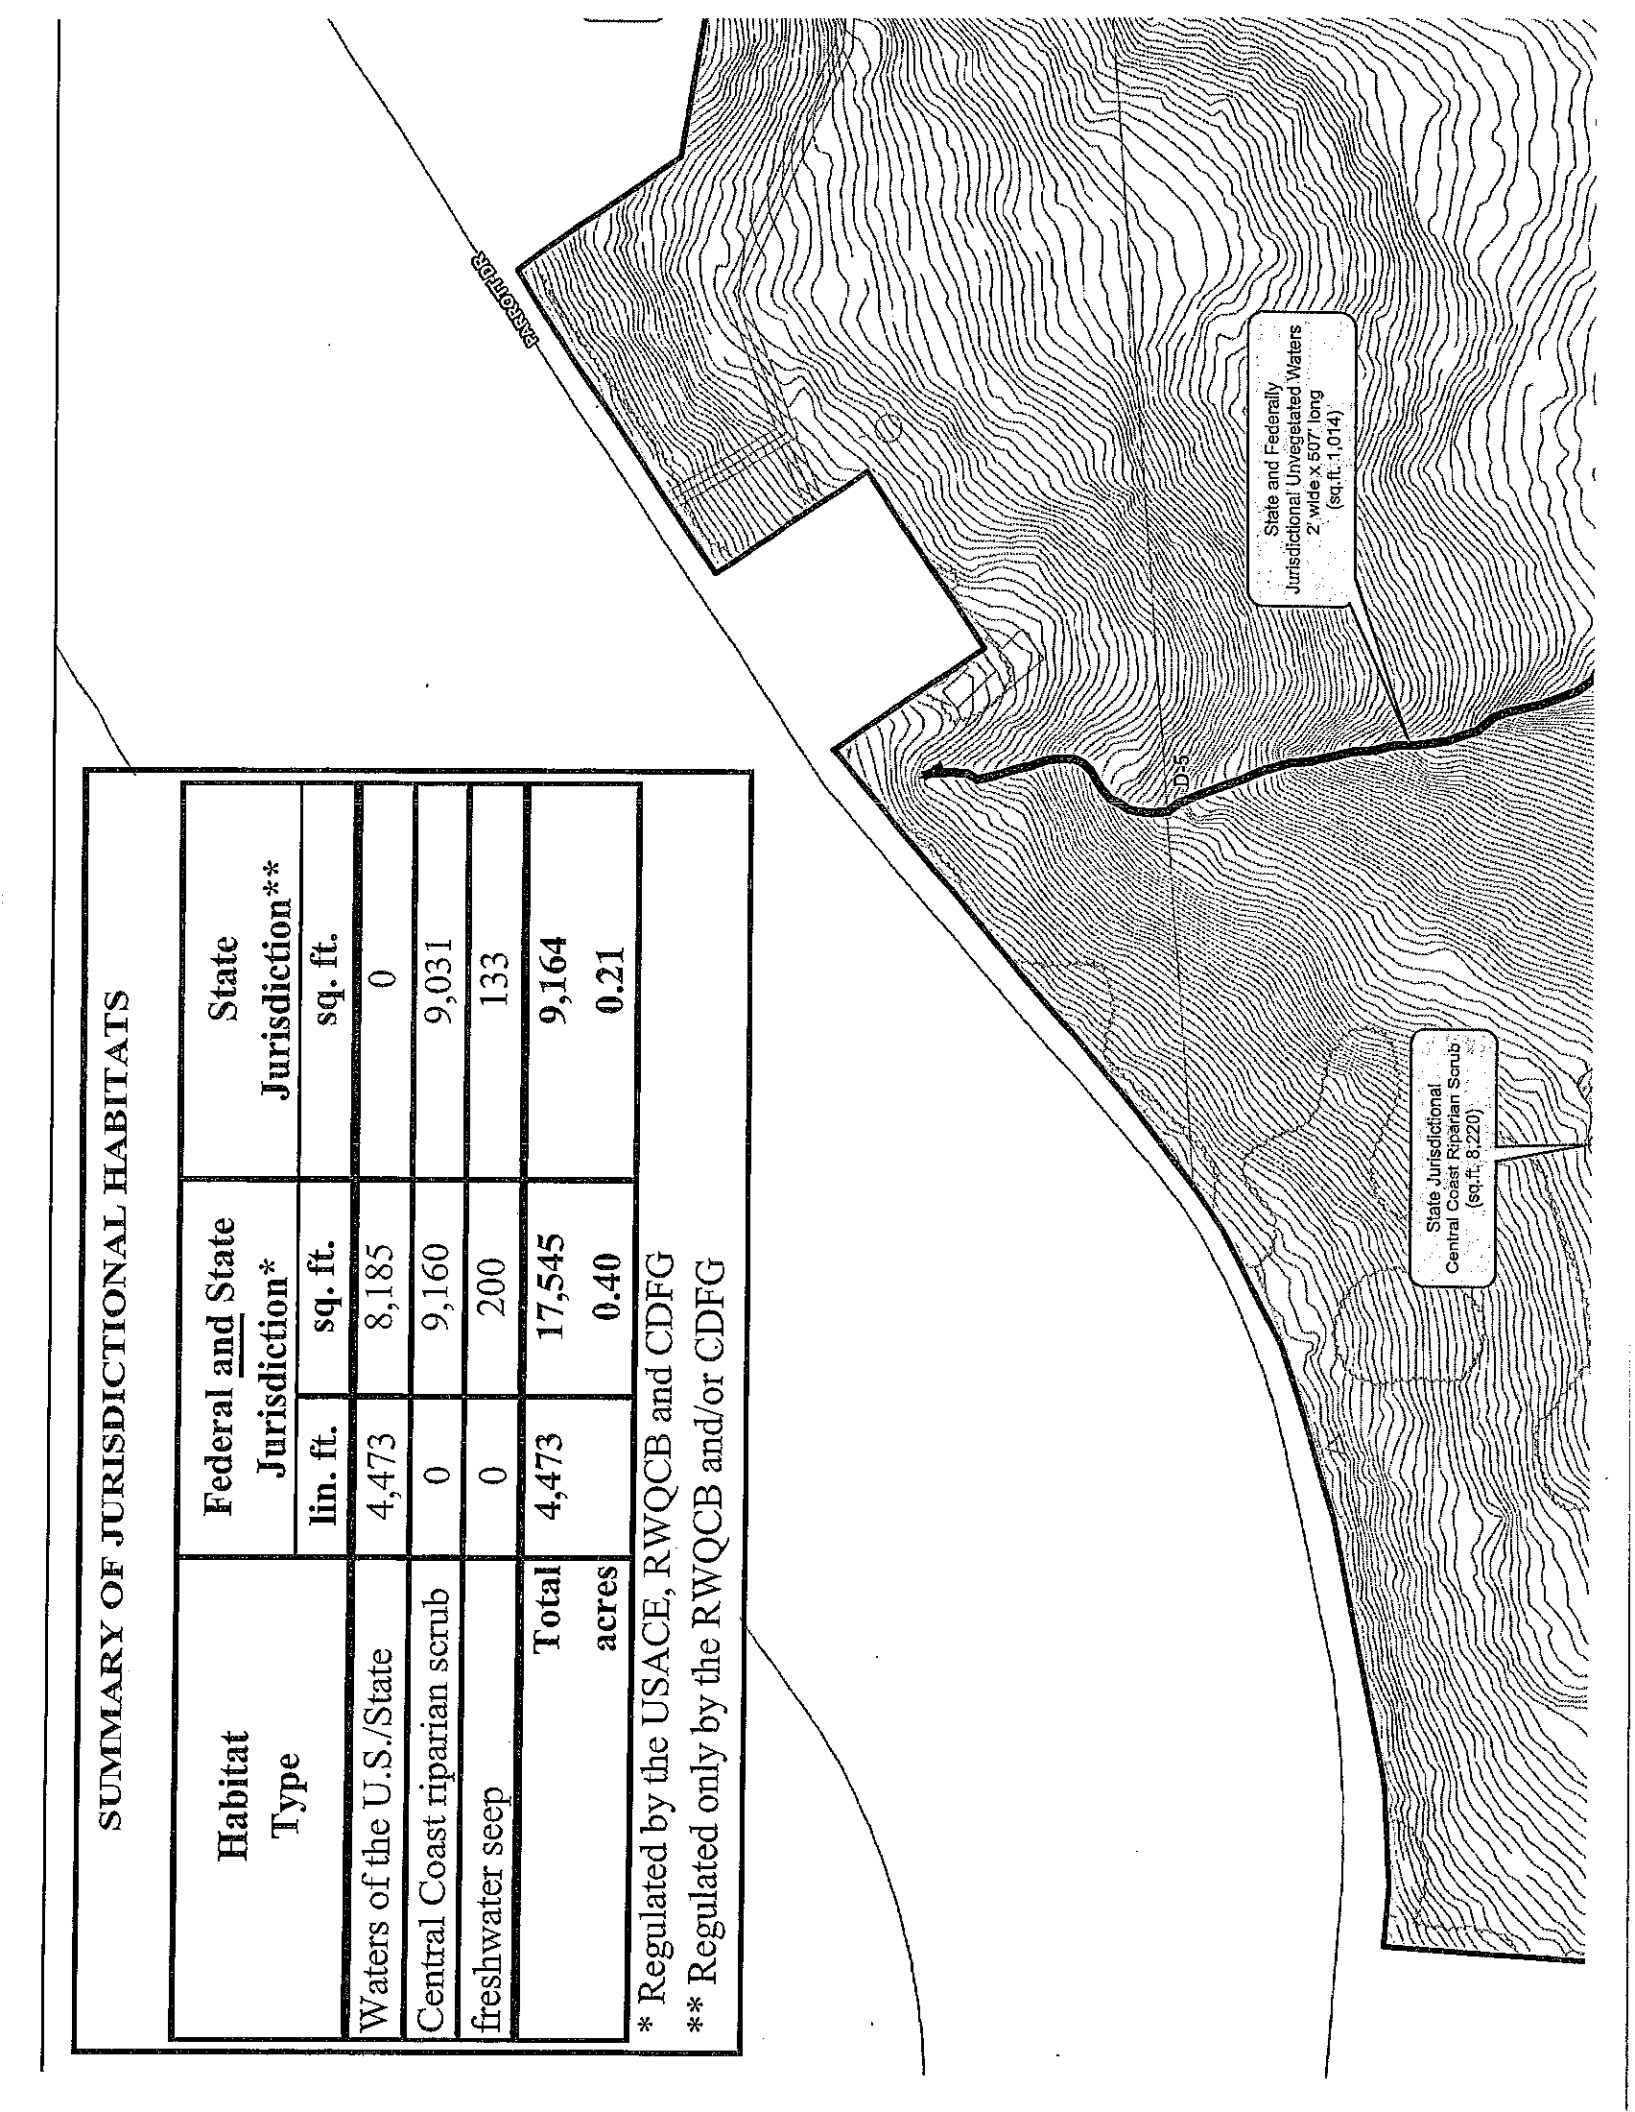 SUMMARY OF JURISDICTIONAL HABITATS
Habitat Type
Federal and State Jurisdiction*
State Jurisdiction**
lin. ft. sq. ft. sq. ft.
Waters of the U.S./State 4,473 8,185 0
Central Coast riparian scrub 0 9,160 9,031
freshwater seep 0 200 133
Total 4,473 17,545 9,164
acres 0.40 0.21
* Regulated by the USACE, RWQCB and CDFG
** Regulated only by the RWQCB and/or CDFG
PARROTT DR
State and Federally
Jurisdictional Unvegetated Waters
2' wide x 507' long
(sq.ft. 1,014)
D-5
State Jurisdictional
Central Coast Riparian Scrub
(sq.ft. 8,220)